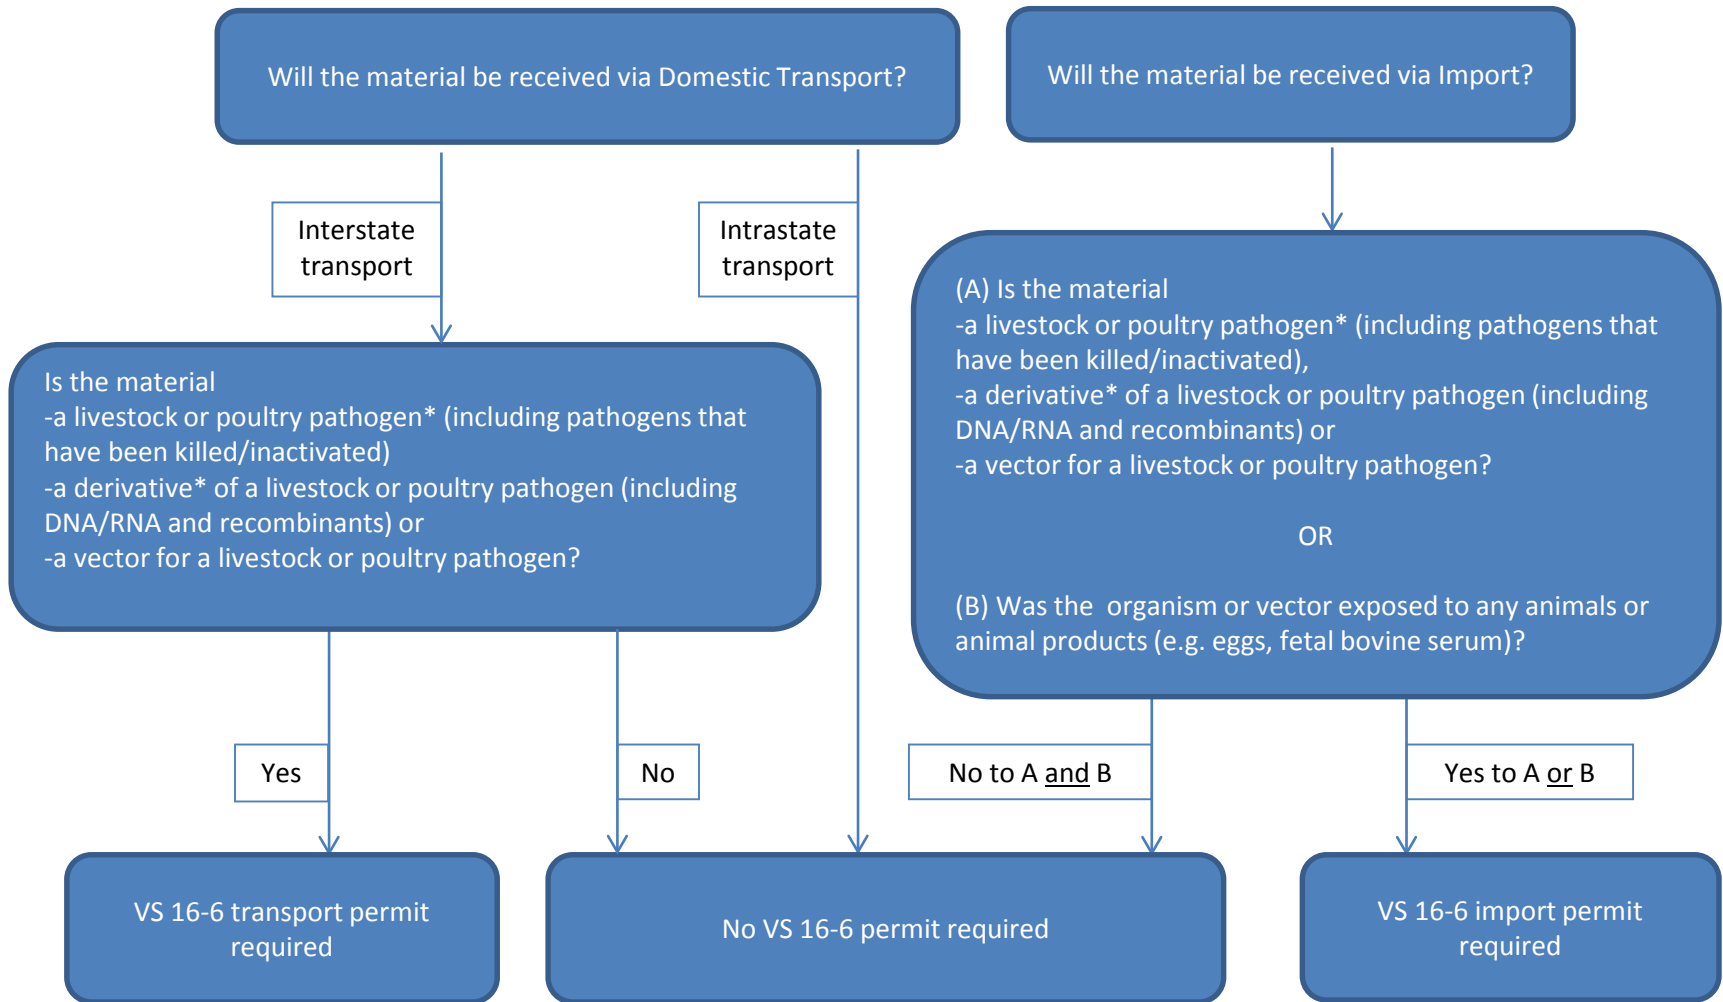 Will the material be received via Domestic Transport?
Will the material be received via Import?
Interstate
transport
Intrastate
transport
Is the material
-a livestock or poultry pathogen* (including pathogens that
have been killed/inactivated)
-a derivative* of a livestock or poultry pathogen (including
DNA/RNA and recombinants) or
-a vector for a livestock or poultry pathogen?
(A) Is the material
-a livestock or poultry pathogen* (including pathogens that
have been killed/inactivated),
-a derivative* of a livestock or poultry pathogen (including
DNA/RNA and recombinants) or
-a vector for a livestock or poultry pathogen?
OR
(B) Was the organism or vector exposed to any animals or
animal products (e.g. eggs, fetal bovine serum)?
Yes
No
No to A and B
Yes to A or B
VS 16-6 transport permit
required
No VS 16-6 permit required
VS 16-6 import permit
required